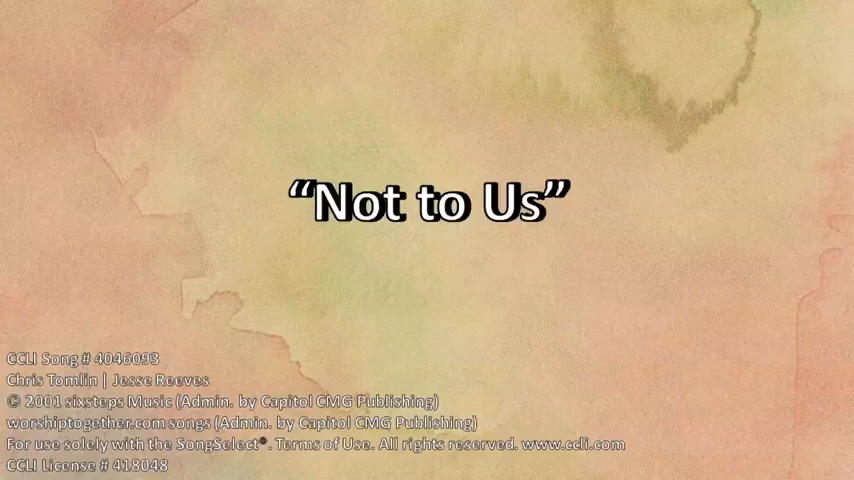 “Not to Us”
CCLI Song # 4046093
Chris Tomlin | Jesse Reeves
© 2001 sixsteps Music (Admin. by Capitol CMG Publishing)
worshiptogether.com songs (Admin. by Capitol CMG Publishing)
For use solely with the SongSelect®. Terms of Use. All rights reserved. www.ccli.com
CCLI License # 418048